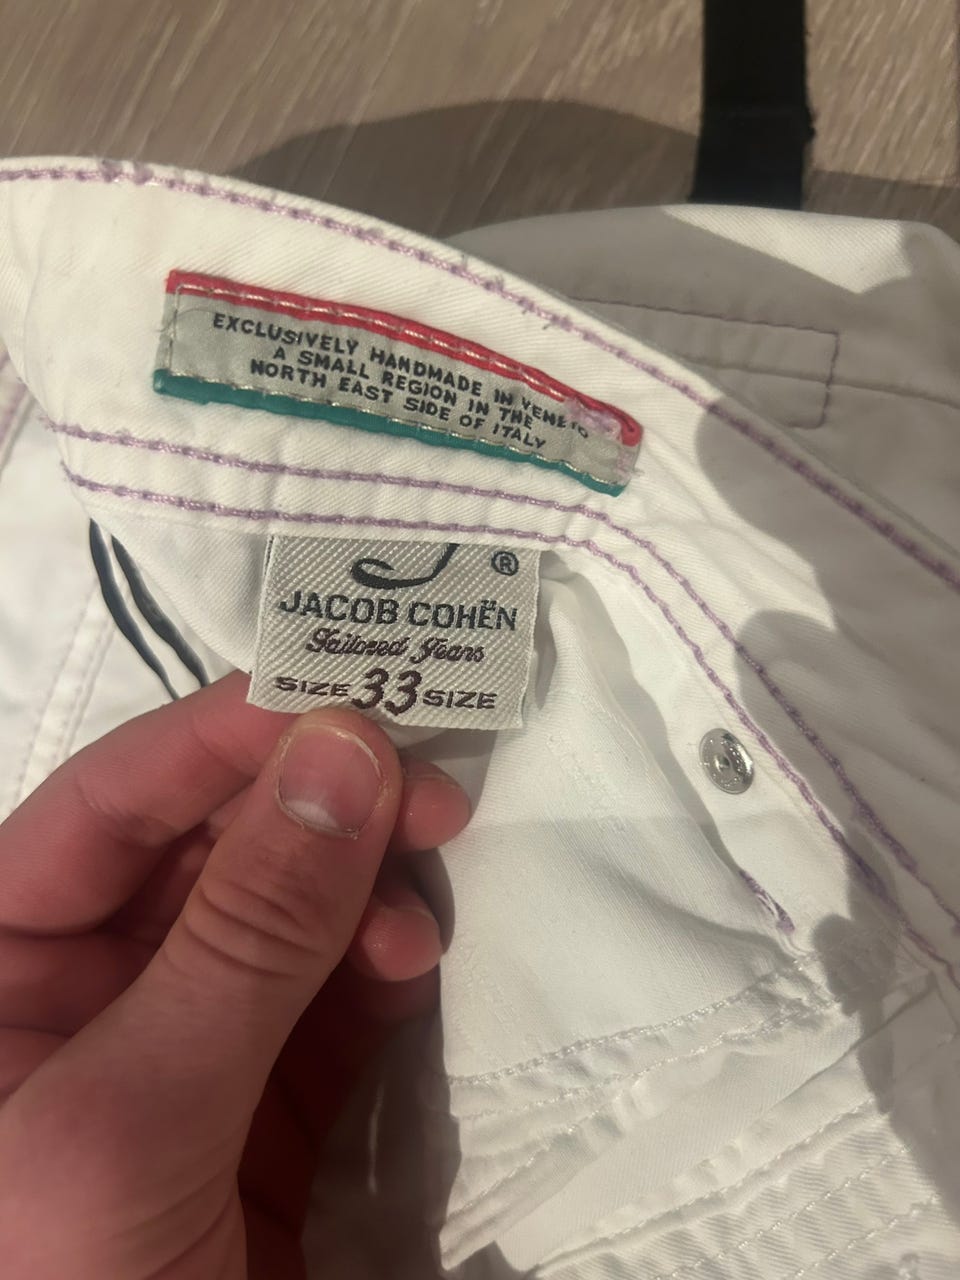 EXCLUSIVELY HANDMADE IN VENETO
A SMALL REGION IN THE
NORTH EAST SIDE OF ITALY
J ®
JACOB COHËN
Tailored Jeans
SIZE 33 SIZE